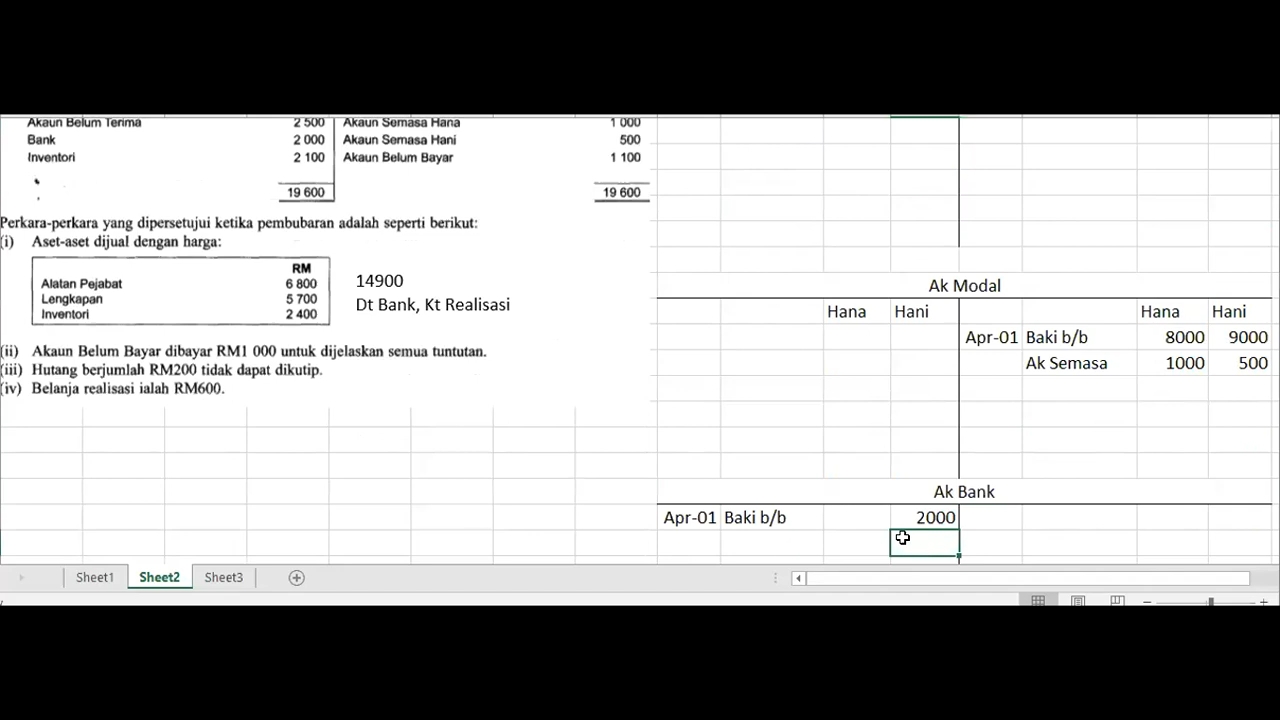 Akaun Belum Terima 2 500 Akaun Semasa Hana 1 000
Bank 2 000 Akaun Semasa Hani 500
Inventori 2 100 Akaun Belum Bayar 1 100
19 600 19 600
Perkara-perkara yang dipersetujui ketika pembubaran adalah seperti berikut:
(i) Aset-aset dijual dengan harga:
RM
Alatan Pejabat 6 800
Lengkapan 5 700
Inventori 2 400
14900
Dt Bank, Kt Realisasi
(ii) Akaun Belum Bayar dibayar RM1 000 untuk dijelaskan semua tuntutan.
(iii) Hutang berjumlah RM200 tidak dapat dikutip.
(iv) Belanja realisasi ialah RM600.
Ak Modal
Hana Hani Hana Hani
Apr-01 Baki b/b 8000 9000
Ak Semasa 1000 500
Ak Bank
Apr-01 Baki b/b 2000
Sheet1 Sheet2 Sheet3